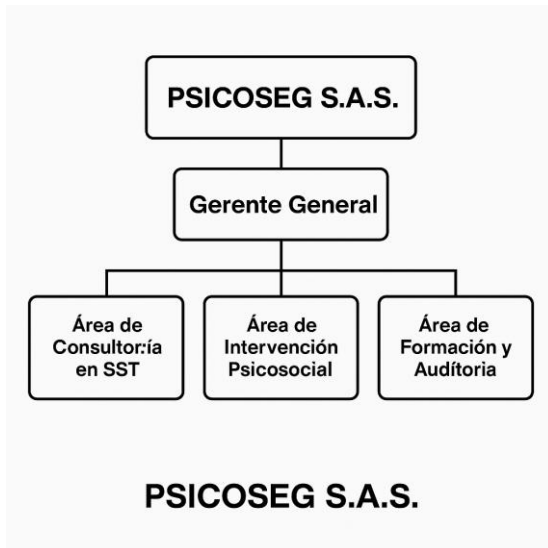 PSICOSEG S.A.S.
Gerente General
Área de
Consultor:ía
en SST
Área de
Intervención
Psicosocial
Área de
Formación y
Audítoria
PSICOSEG S.A.S.